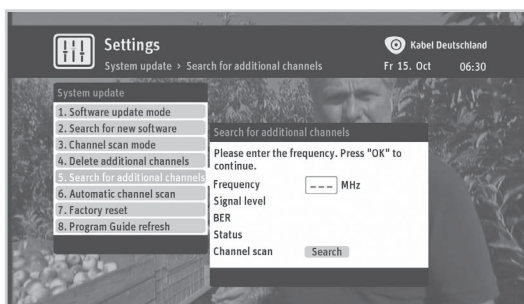 Settings
Kabel Deutschland
System update > Search for additional channels
Fr 15. Oct 06:30
System update
1. Software update mode
2. Search for new software
3. Channel scan mode
4. Delete additional channels
5. Search for additional channels
6. Automatic channel scan
7. Factory reset
8. Program Guide refresh
Search for additional channels
Please enter the frequency. Press "OK" to
continue.
Frequency _ _ _ MHz
Signal level
BER
Status
Channel scan Search